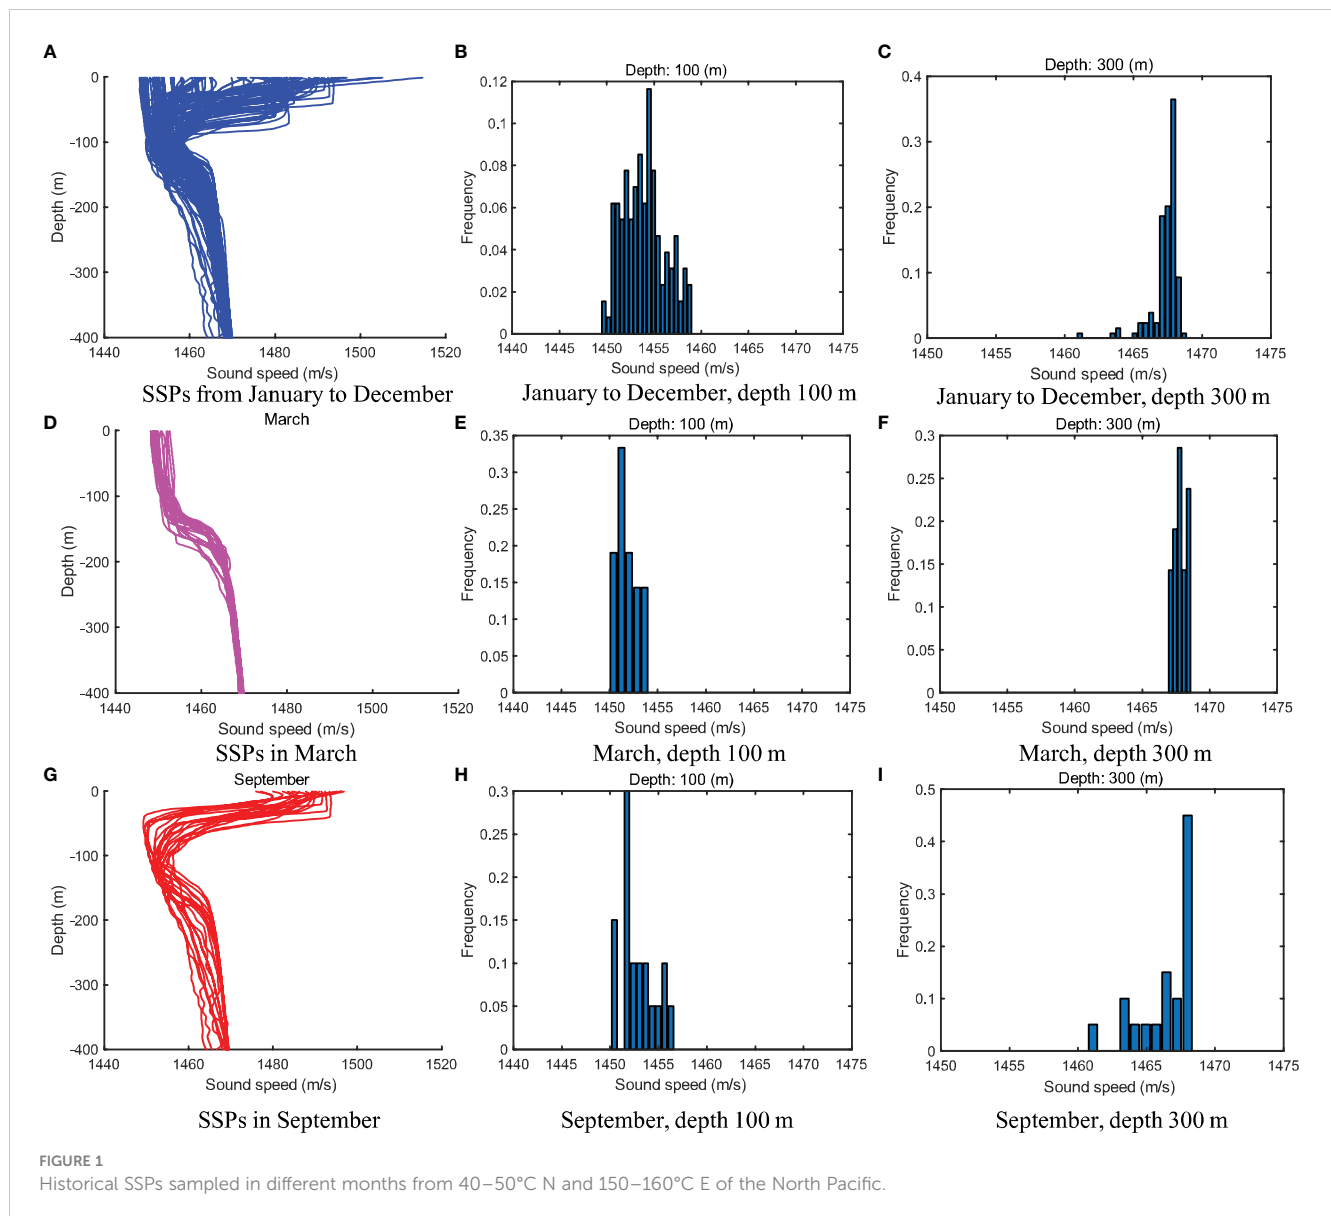 A
0
−100
−200
−300
−400
Depth (m)
1440 1460 1480 1500 1520
Sound speed (m/s)
SSPs from January to December
B
Depth: 100 (m)
0.12
0.1
0.08
0.06
0.04
0.02
0
Frequency
1440 1445 1450 1455 1460 1465 1470 1475
Sound speed (m/s)
January to December, depth 100 m
C
Depth: 300 (m)
0.4
0.3
0.2
0.1
0
Frequency
1450 1455 1460 1465 1470 1475
Sound speed (m/s)
January to December, depth 300 m
D
March
0
−100
−200
−300
−400
Depth (m)
1440 1460 1480 1500 1520
Sound speed (m/s)
SSPs in March
E
Depth: 100 (m)
0.35
0.3
0.25
0.2
0.15
0.1
0.05
0
Frequency
1440 1445 1450 1455 1460 1465 1470 1475
Sound speed (m/s)
March, depth 100 m
F
Depth: 300 (m)
0.3
0.25
0.2
0.15
0.1
0.05
0
Frequency
1450 1455 1460 1465 1470 1475
Sound speed (m/s)
March, depth 300 m
G
September
0
−100
−200
−300
−400
Depth (m)
1440 1460 1480 1500 1520
Sound speed (m/s)
SSPs in September
H
Depth: 100 (m)
0.3
0.25
0.2
0.15
0.1
0.05
0
Frequency
1440 1445 1450 1455 1460 1465 1470 1475
Sound speed (m/s)
September, depth 100 m
I
Depth: 300 (m)
0.5
0.4
0.3
0.2
0.1
0
Frequency
1450 1455 1460 1465 1470 1475
Sound speed (m/s)
September, depth 300 m
FIGURE 1
Historical SSPs sampled in different months from 40–50°C N and 150–160°C E of the North Pacific.